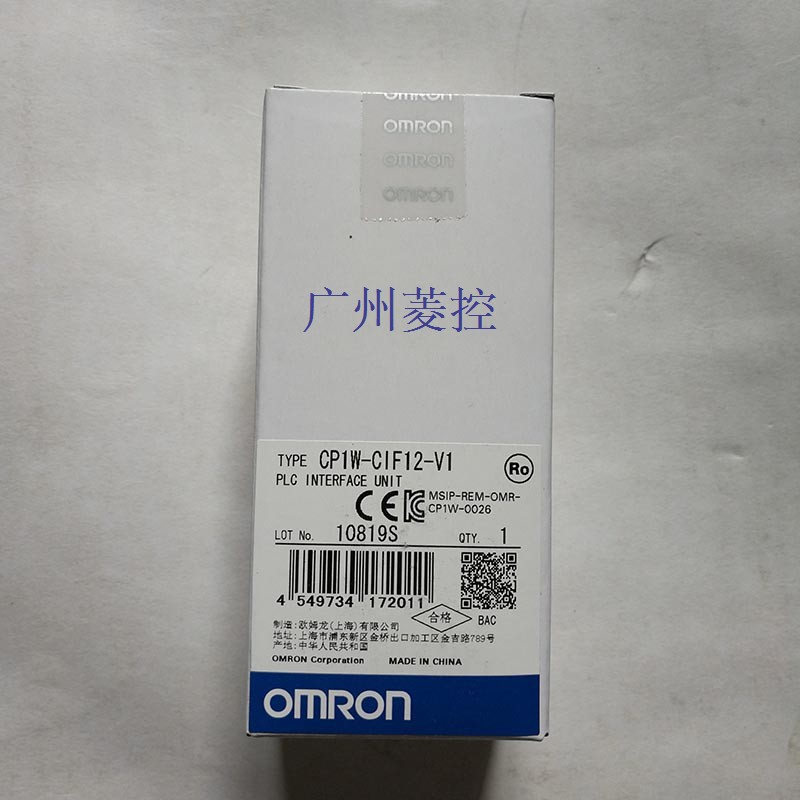 OMRON
OMRON
OMRON
OMRON
广州菱控
TYPE CP1W-CIF12-V1
PLC INTERFACE UNIT
Ro
CE
MSIP-REM-OMR-
CP1W-0026
LOT No. 10819S QTY. 1
4 549734 172011
合格 BAC
制造:欧姆龙(上海)有限公司
地址:上海市浦东新区金桥出口加工区金吉路789号
产地:中华人民共和国
OMRON Corporation MADE IN CHINA
OMRON